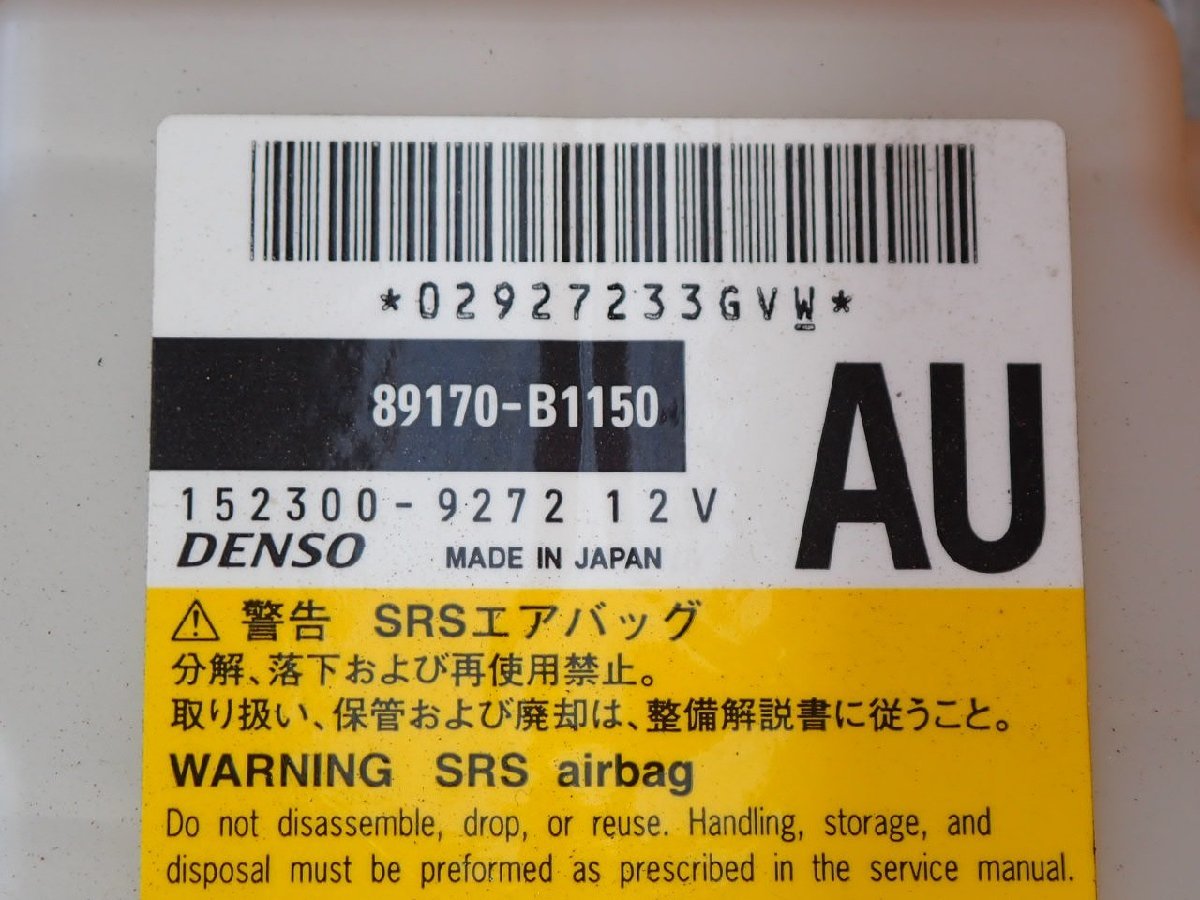 *02927233GVW*
89170-B1150
AU
152300-9272 12V
DENSO MADE IN JAPAN
⚠ 警告 SRSエアバッグ
分解、落下および再使用禁止。
取り扱い、保管および廃却は、整備解説書に従うこと。
WARNING SRS airbag
Do not disassemble, drop, or reuse. Handling, storage, and
disposal must be preformed as prescribed in the service manual.